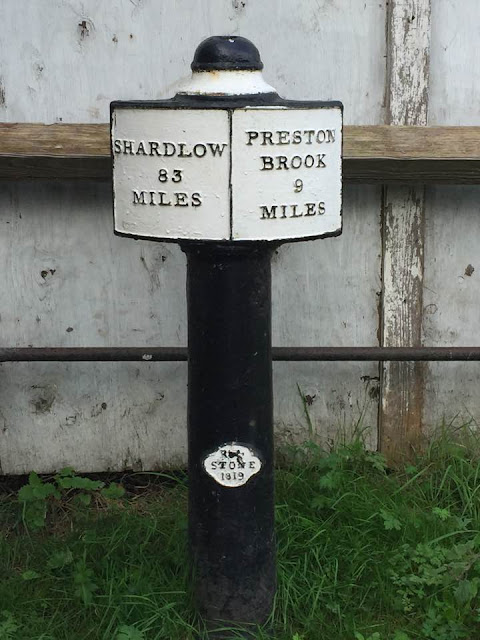 SHARDLOW
83
MILES
PRESTON
BROOK
9
MILES
STONE
1819